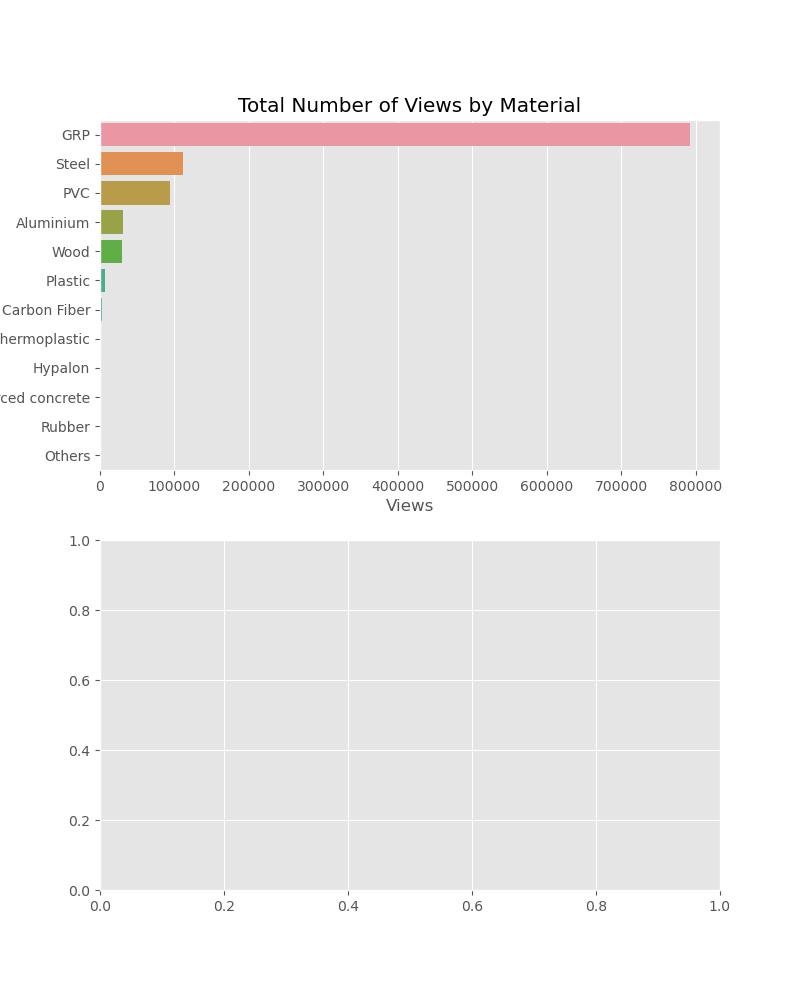 Total Number of Views by Material
GRP
Steel
PVC
Aluminium
Wood
Plastic
Carbon Fiber
hermoplastic
Hypalon
concrete
Rubber
Others
0 100000 200000 300000 400000 500000 600000 700000 800000
Views
1.0
0.8
0.6
0.4
0.2
0.0
0.0 0.2 0.4 0.6 0.8 1.0